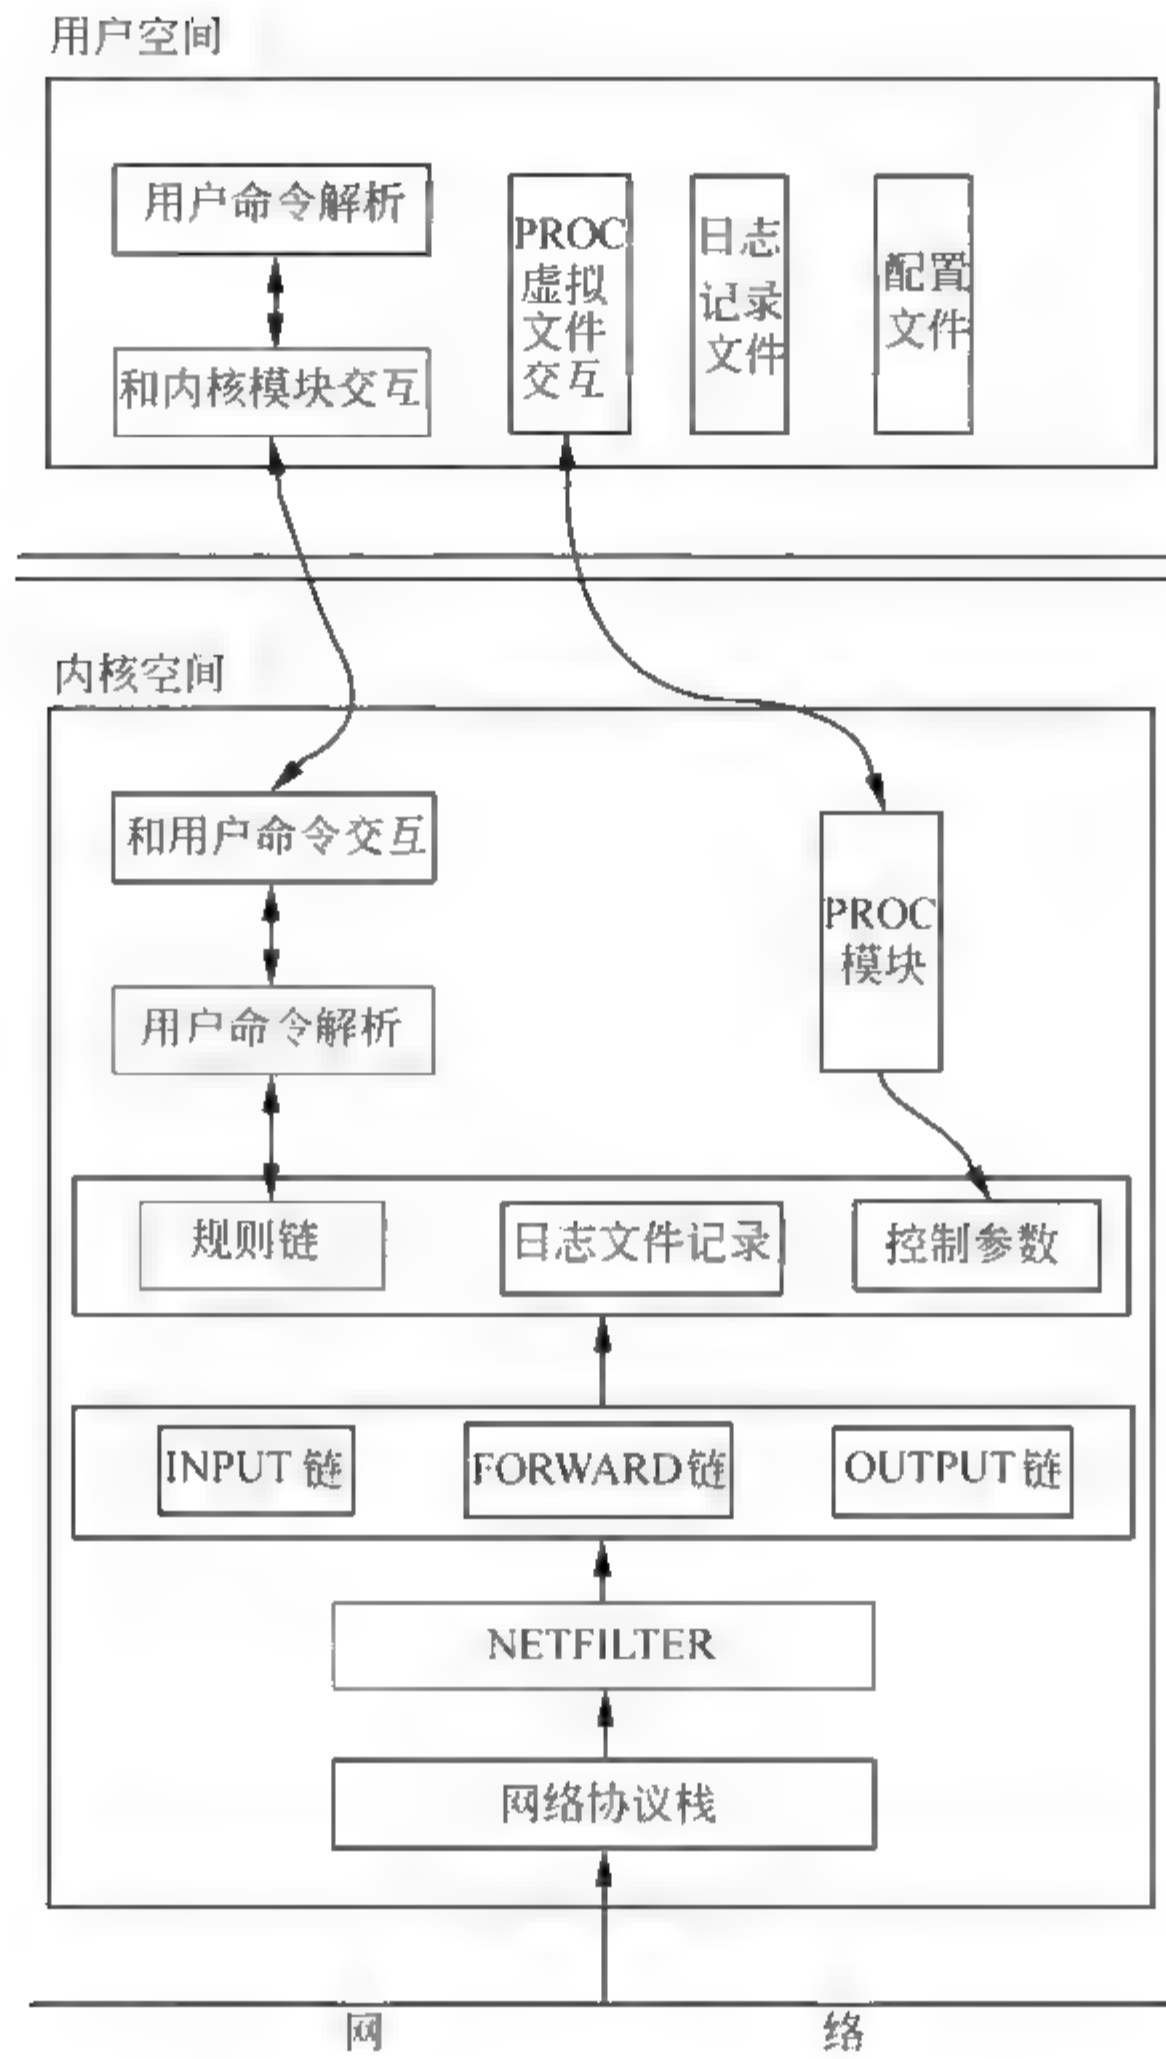 用户空间
用户命令解析
和内核模块交互
PROC
虚拟
文件
交互
日志
记录
文件
配置
文件
内核空间
和用户命令交互
用户命令解析
PROC
模块
规则链
日志文件记录
控制参数
INPUT 链
FORWARD链
OUTPUT 链
NETFILTER
网络协议栈
网 络